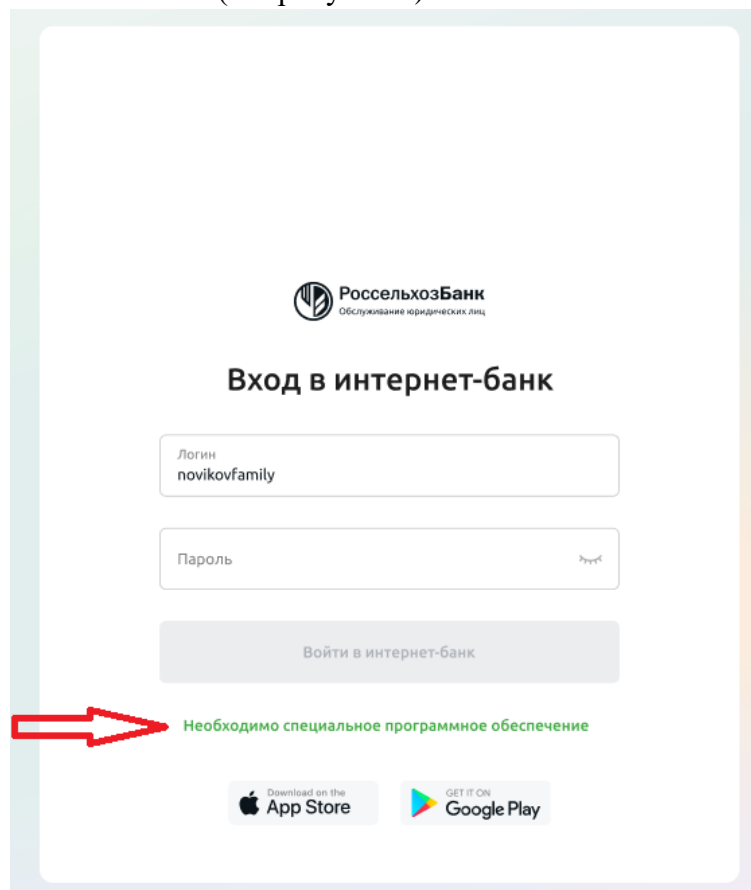 РоссельхозБанк
Обслуживание юридических лиц
Вход в интернет-банк
Логин
novikovfamily
Пароль
Войти в интернет-банк
Необходимо специальное программное обеспечение
Download on the
App Store
GET IT ON
Google Play